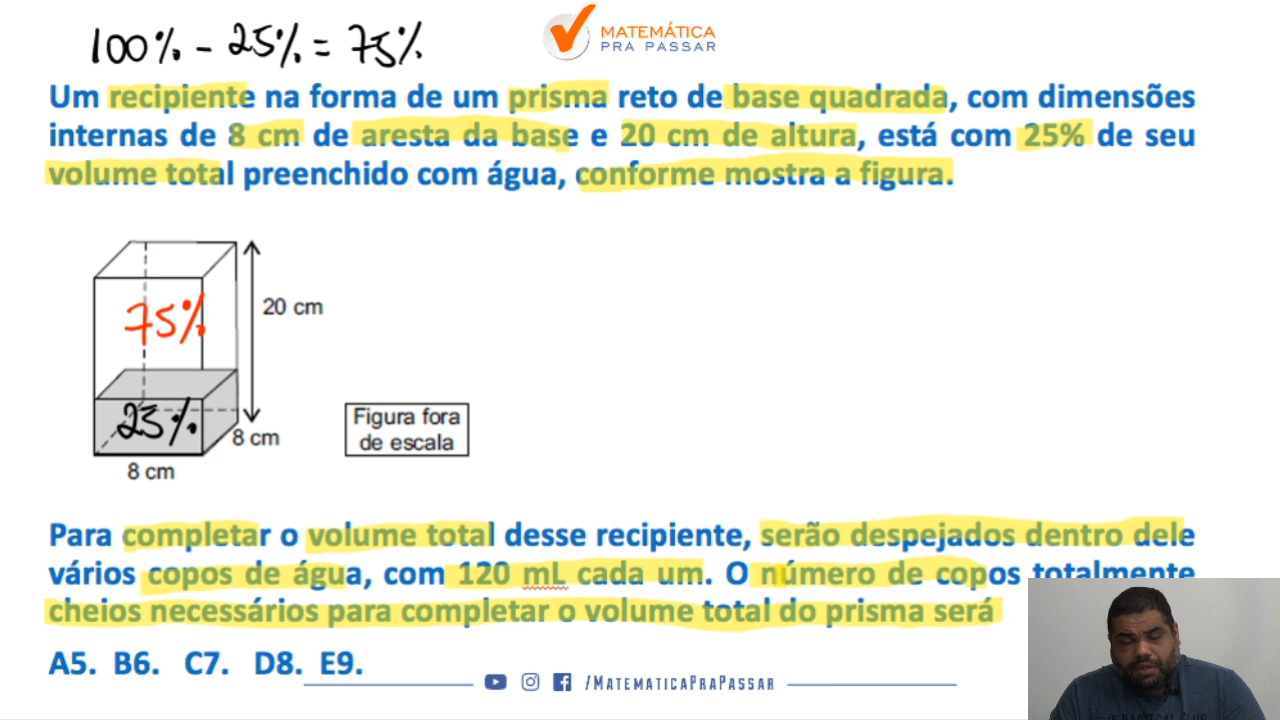 100% - 25% = 75%
MATEMÁTICA
PRA PASSAR
Um recipiente na forma de um prisma reto de base quadrada, com dimensões
internas de 8 cm de aresta da base e 20 cm de altura, está com 25% de seu
volume total preenchido com água, conforme mostra a figura.
75%
20 cm
25%
8 cm
8 cm
Figura fora
de escala
Para completar o volume total desse recipiente, serão despejados dentro dele
vários copos de água, com 120 mL cada um. O número de copos totalmente
cheios necessários para completar o volume total do prisma será
A5. B6. C7. D8. E9.
/MATEMATICAPRAPASSAR